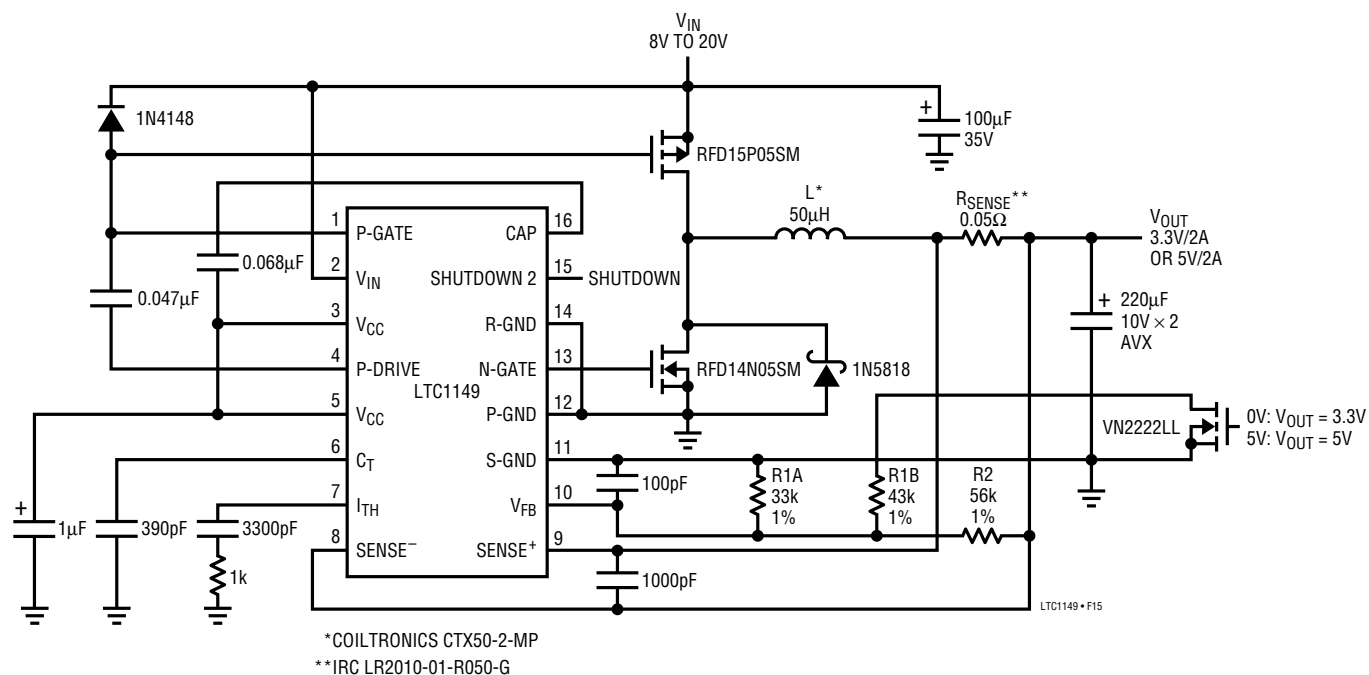 VIN
8V TO 20V
1N4148
+
100µF
35V
RFD15P05SM
L*
50µH
RSENSE**
0.05Ω
VOUT
3.3V/2A
OR 5V/2A
1
P-GATE
CAP
16
0.068µF
2
VIN
SHUTDOWN 2
15
SHUTDOWN
0.047µF
3
VCC
R-GND
14
+
220µF
10V × 2
AVX
4
P-DRIVE
N-GATE
13
RFD14N05SM
1N5818
LTC1149
5
VCC
P-GND
12
VN2222LL
0V: VOUT = 3.3V
5V: VOUT = 5V
6
CT
S-GND
11
100pF
R1A
33k
1%
R1B
43k
1%
R2
56k
1%
7
ITH
VFB
10
+
1µF
390pF
3300pF
8
SENSE−
SENSE+
9
1k
1000pF
LTC1149 • F15
*COILTRONICS CTX50-2-MP
**IRC LR2010-01-R050-G